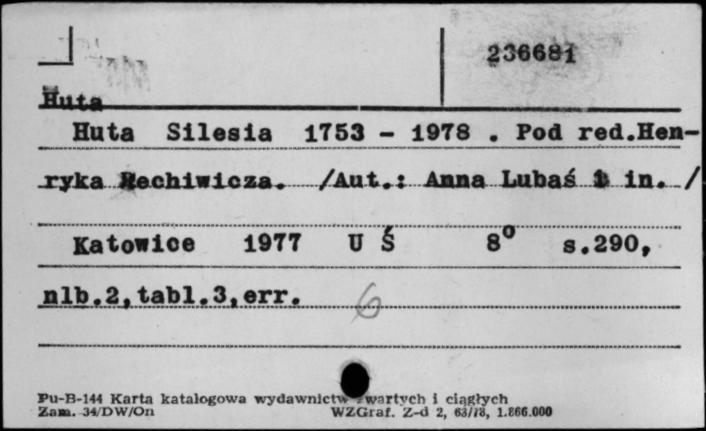 236681
Huta
Huta Silesia 1753 - 1978 . Pod red.Hen-
ryka Rechiwicza. /Aut.: Anna Lubaś i in. /
Katowice 1977 U Ś 8° s.290,
nlb.2,tabl.3,err. 6
Pu-B-144 Karta katalogowa wydawnictw zwartych i ciągłych
Zam. 34/DW/On WZGraf. Z-d 2, 63/78, 1.866.000